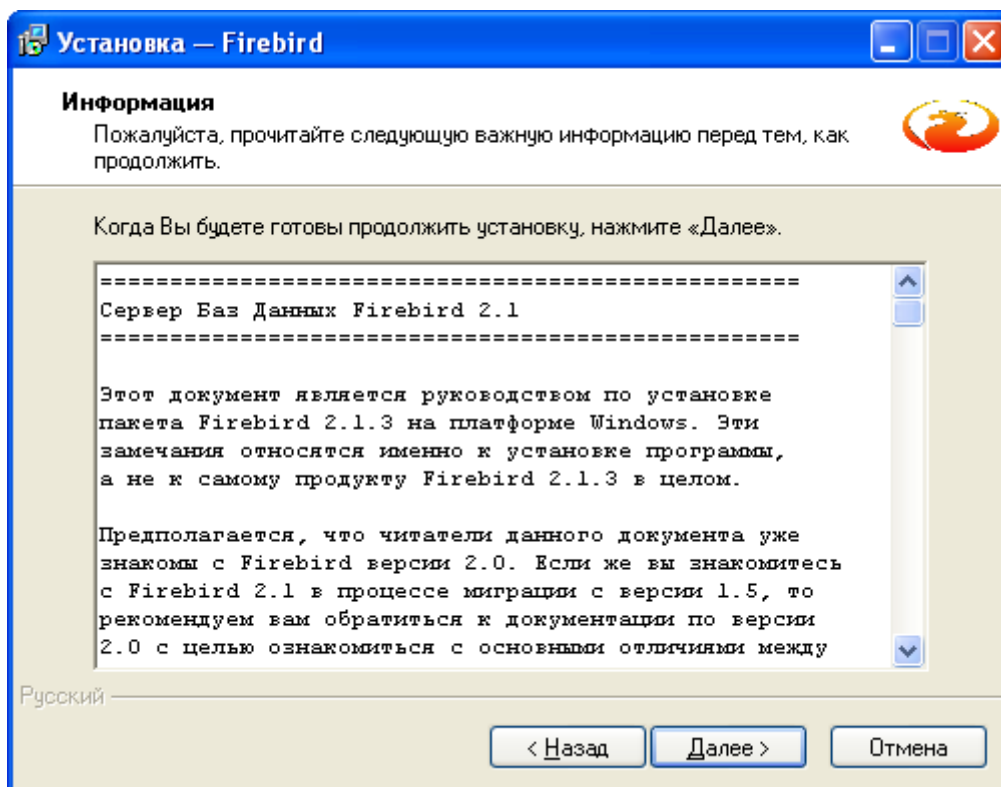 Установка — Firebird
Информация
Пожалуйста, прочитайте следующую важную информацию перед тем, как
продолжить.
Когда Вы будете готовы продолжить установку, нажмите «Далее».
==================================================
Сервер Баз Данных Firebird 2.1
==================================================
Этот документ является руководством по установке
пакета Firebird 2.1.3 на платформе Windows. Эти
замечания относятся именно к установке программы,
а не к самому продукту Firebird 2.1.3 в целом.
Предполагается, что читатели данного документа уже
знакомы с Firebird версии 2.0. Если же вы знакомитесь
с Firebird 2.1 в процессе миграции с версии 1.5, то
рекомендуем вам обратиться к документации по версии
2.0 с целью ознакомиться с основными отличиями между
Русский
< Назад Далее > Отмена